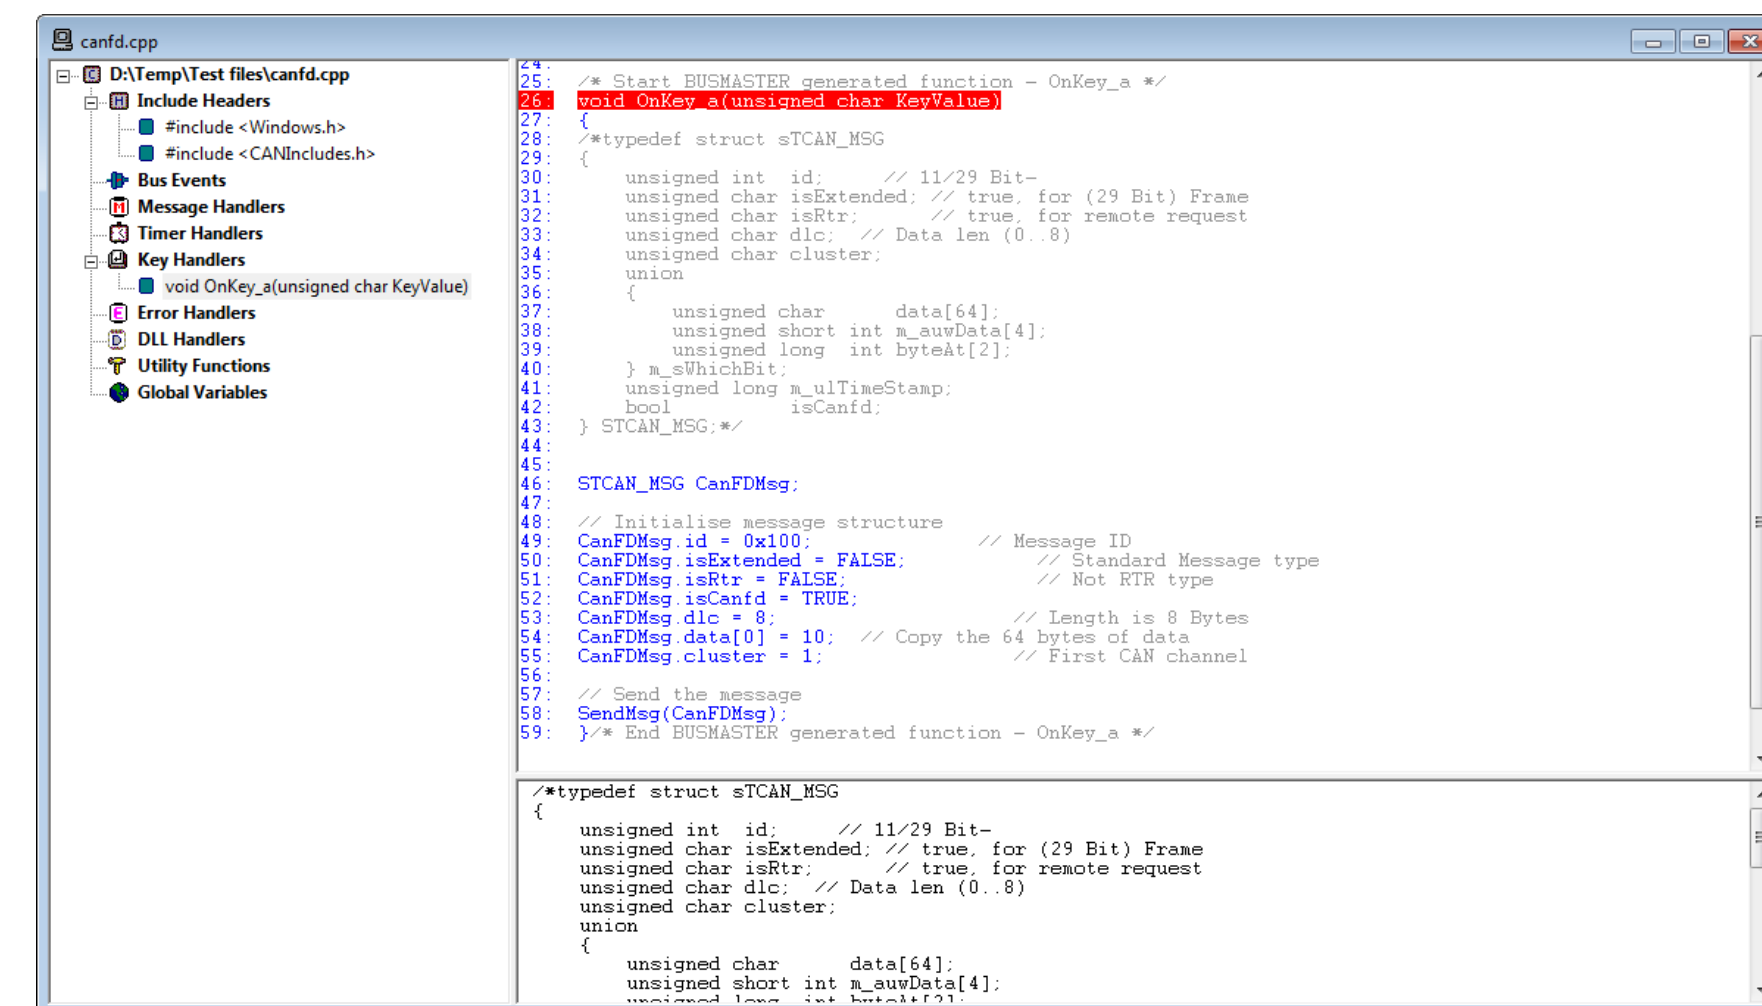 canfd.cpp
D:\Temp\Test files\canfd.cpp
Include Headers
#include <Windows.h>
#include <CANIncludes.h>
Bus Events
Message Handlers
Timer Handlers
Key Handlers
void OnKey_a(unsigned char KeyValue)
Error Handlers
DLL Handlers
Utility Functions
Global Variables
24:
25: /* Start BUSMASTER generated function - OnKey_a */
26: void OnKey_a(unsigned char KeyValue)
27: {
28: /*typedef struct sTCAN_MSG
29: {
30:     unsigned int  id;     // 11/29 Bit-
31:     unsigned char isExtended; // true, for (29 Bit) Frame
32:     unsigned char isRtr;      // true, for remote request
33:     unsigned char dlc;  // Data len (0..8)
34:     unsigned char cluster;
35:     union
36:     {
37:         unsigned char      data[64];
38:         unsigned short int m_auwData[4];
39:         unsigned long  int byteAt[2];
40:     } m_sWhichBit;
41:     unsigned long m_ulTimeStamp;
42:     bool          isCanfd;
43: } STCAN_MSG;*/
44:
45:
46: STCAN_MSG CanFDMsg;
47:
48: // Initialise message structure
49: CanFDMsg.id = 0x100;              // Message ID
50: CanFDMsg.isExtended = FALSE;           // Standard Message type
51: CanFDMsg.isRtr = FALSE;                // Not RTR type
52: CanFDMsg.isCanfd = TRUE;
53: CanFDMsg.dlc = 8;                    // Length is 8 Bytes
54: CanFDMsg.data[0] = 10;  // Copy the 64 bytes of data
55: CanFDMsg.cluster = 1;                // First CAN channel
56:
57: // Send the message
58: SendMsg(CanFDMsg);
59: }/* End BUSMASTER generated function - OnKey_a */
/*typedef struct sTCAN_MSG
{
    unsigned int  id;     // 11/29 Bit-
    unsigned char isExtended; // true, for (29 Bit) Frame
    unsigned char isRtr;      // true, for remote request
    unsigned char dlc;  // Data len (0..8)
    unsigned char cluster;
    union
    {
        unsigned char      data[64];
        unsigned short int m_auwData[4];
        unsigned long  int byteAt[2];